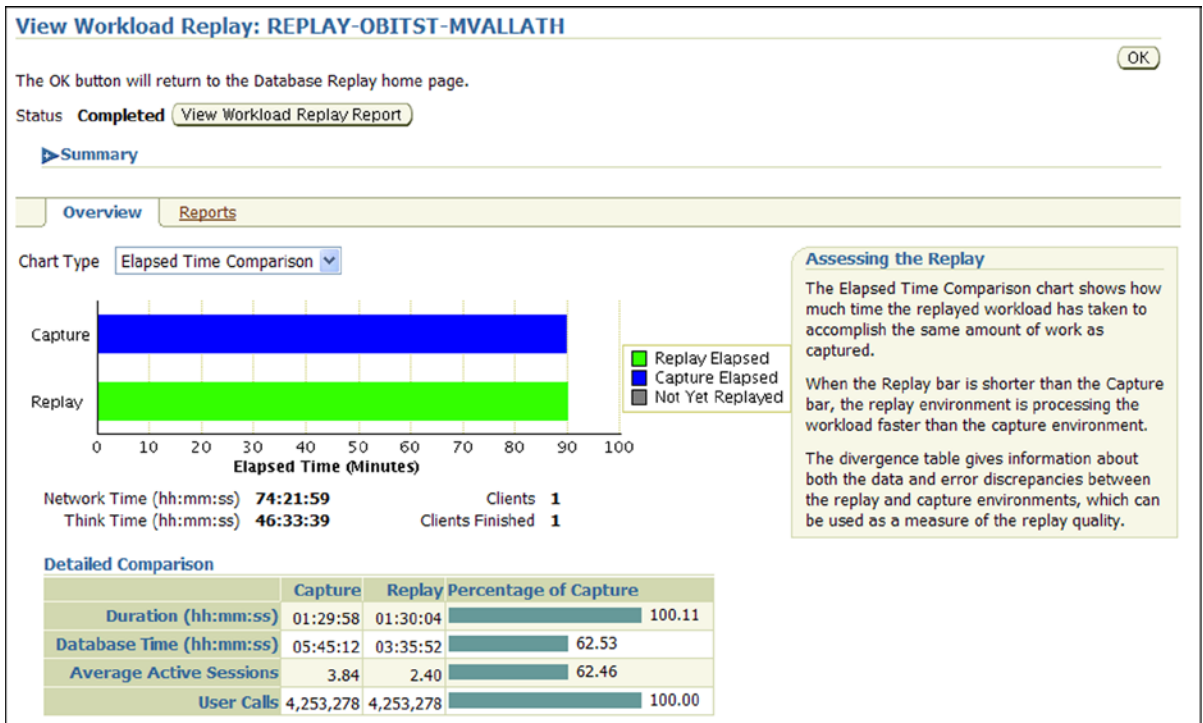 View Workload Replay: REPLAY-OBITST-MVALLATH
OK
The OK button will return to the Database Replay home page.
Status Completed View Workload Replay Report
Summary
Overview Reports
Chart Type Elapsed Time Comparison
Capture
Replay
0 10 20 30 40 50 60 70 80 90 100
Elapsed Time (Minutes)
Replay Elapsed
Capture Elapsed
Not Yet Replayed
Network Time (hh:mm:ss) 74:21:59 Clients 1
Think Time (hh:mm:ss) 46:33:39 Clients Finished 1
Assessing the Replay
The Elapsed Time Comparison chart shows how
much time the replayed workload has taken to
accomplish the same amount of work as
captured.
When the Replay bar is shorter than the Capture
bar, the replay environment is processing the
workload faster than the capture environment.
The divergence table gives information about
both the data and error discrepancies between
the replay and capture environments, which can
be used as a measure of the replay quality.
Detailed Comparison
Capture Replay Percentage of Capture
Duration (hh:mm:ss) 01:29:58 01:30:04 100.11
Database Time (hh:mm:ss) 05:45:12 03:35:52 62.53
Average Active Sessions 3.84 2.40 62.46
User Calls 4,253,278 4,253,278 100.00